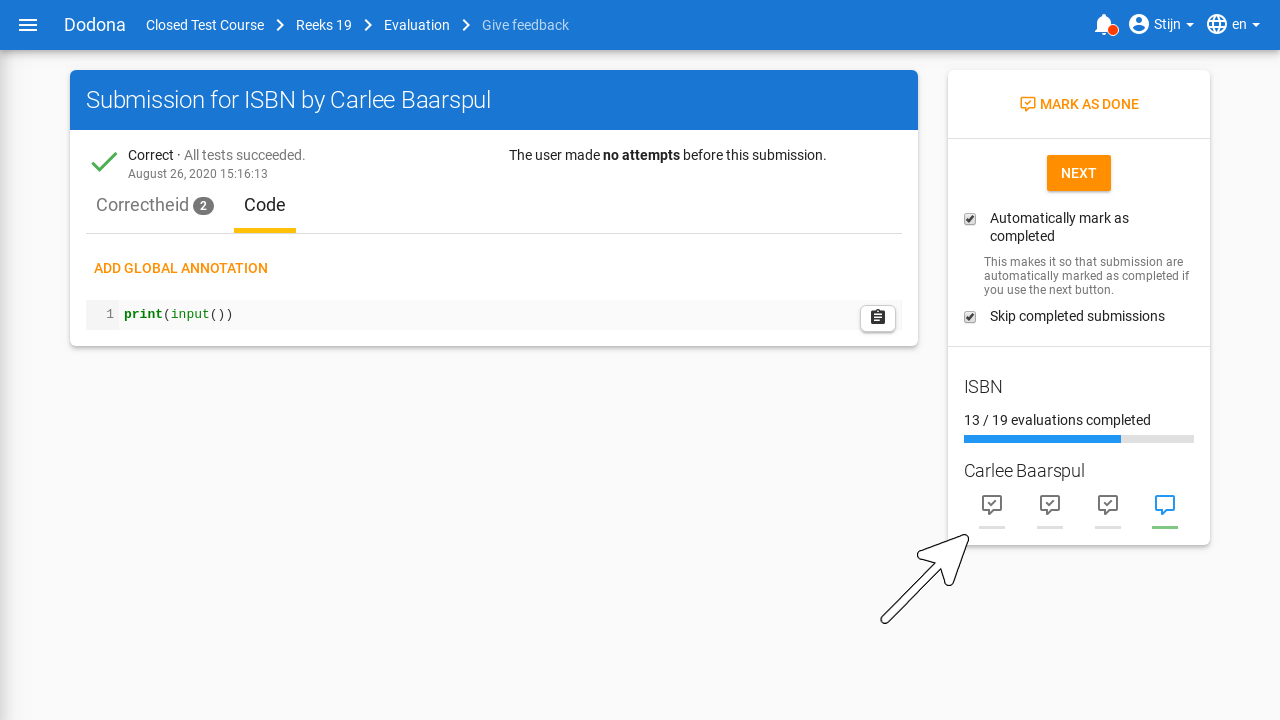 Dodona Closed Test Course Reeks 19 Evaluation Give feedback Stijn en
Submission for ISBN by Carlee Baarspul
Correct · All tests succeeded.
August 26, 2020 15:16:13
The user made no attempts before this submission.
Correctheid 2 Code
ADD GLOBAL ANNOTATION
1 print(input())
MARK AS DONE
NEXT
Automatically mark as
completed
This makes it so that submission are
automatically marked as completed if
you use the next button.
Skip completed submissions
ISBN
13 / 19 evaluations completed
Carlee Baarspul